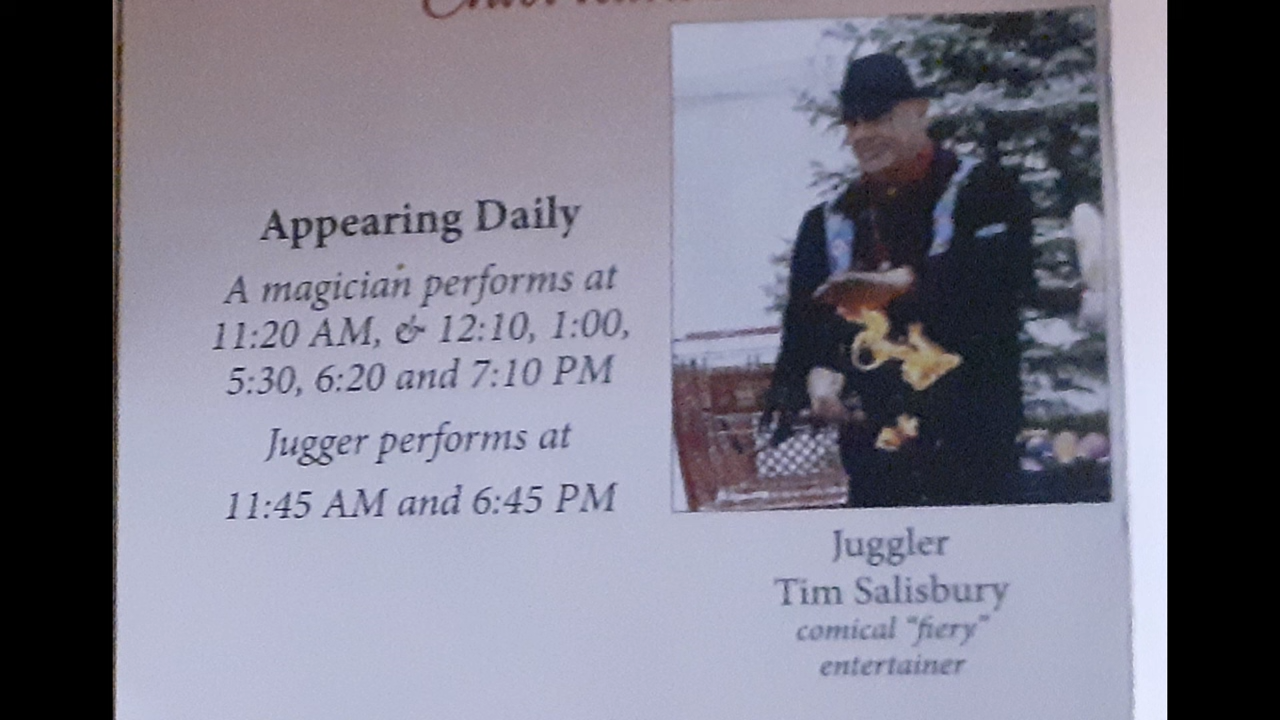 Appearing Daily
A magician performs at
11:20 AM, & 12:10, 1:00,
5:30, 6:20 and 7:10 PM
Jugger performs at
11:45 AM and 6:45 PM
Juggler
Tim Salisbury
comical “fiery”
entertainer